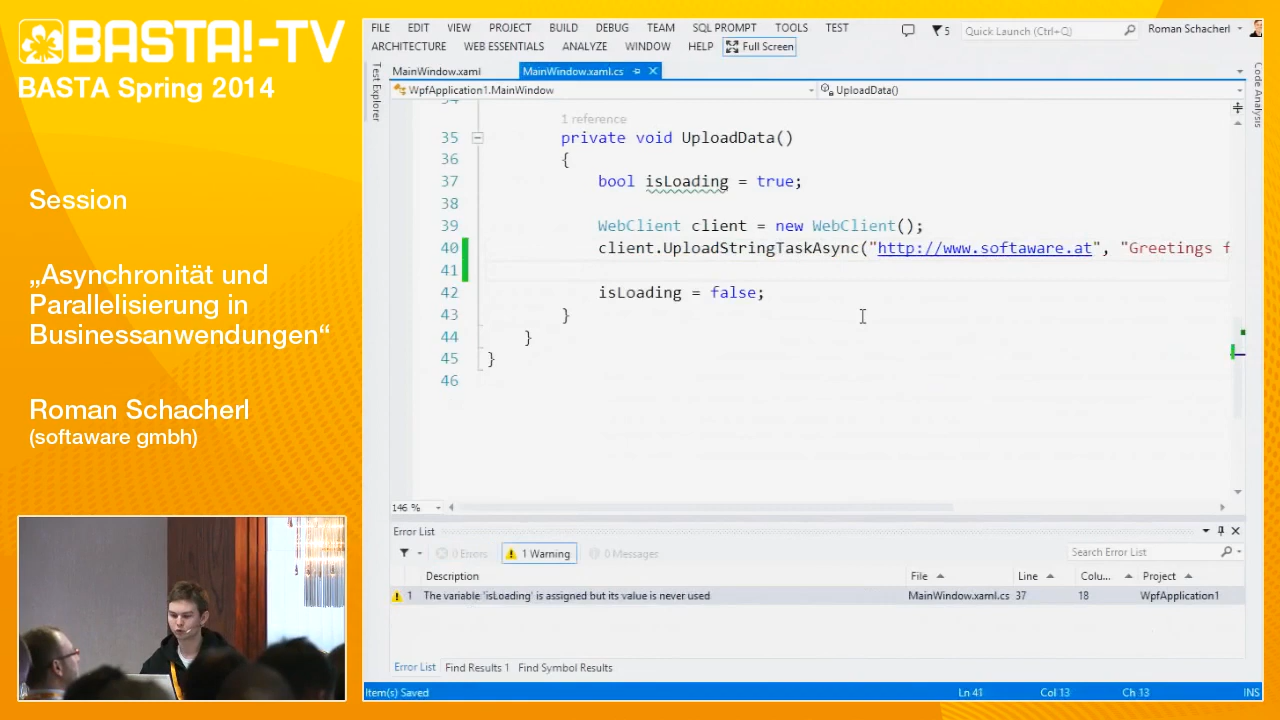 BASTA!-TV
BASTA Spring 2014
Session
„Asynchronität und
Parallelisierung in
Businessanwendungen“
Roman Schacherl
(softaware gmbh)
FILE EDIT VIEW PROJECT BUILD DEBUG TEAM SQL PROMPT TOOLS TEST
5 Quick Launch (Ctrl+Q) Roman Schacherl
ARCHITECTURE WEB ESSENTIALS ANALYZE WINDOW HELP Full Screen
Test Explorer
Code Analysis
MainWindow.xaml MainWindow.xaml.cs
WpfApplication1.MainWindow UploadData()
34
1 reference
35 private void UploadData()
36 {
37 bool isLoading = true;
38
39 WebClient client = new WebClient();
40 client.UploadStringTaskAsync("http://www.softaware.at", "Greetings f
41
42 isLoading = false;
43 }
44 }
45 }
46
146 %
Error List
0 Errors 1 Warning 0 Messages Search Error List
Description File Line Colu... Project
1 The variable 'isLoading' is assigned but its value is never used MainWindow.xaml.cs 37 18 WpfApplication1
Error List Find Results 1 Find Symbol Results
Item(s) Saved Ln 41 Col 13 Ch 13 INS